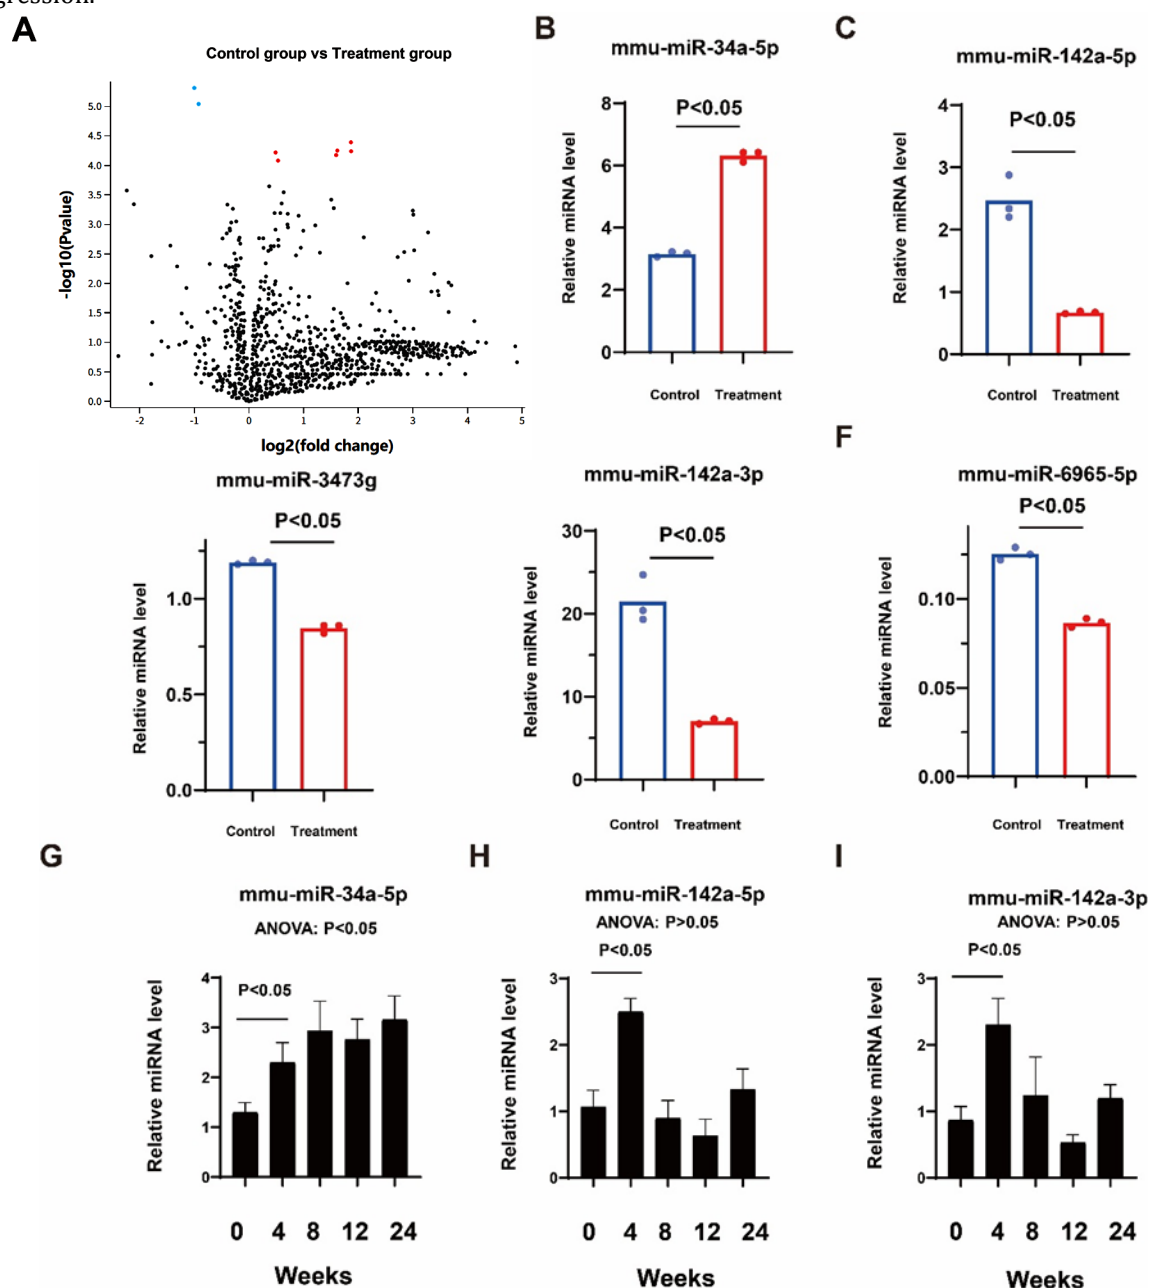 gression.
A
Control group vs Treatment group
-log10(Pvalue)
5.0
4.5
4.0
3.5
3.0
2.5
2.0
1.5
1.0
0.5
0.0
-2 -1 0 1 2 3 4 5
log2(fold change)
B
mmu-miR-34a-5p
P<0.05
Relative miRNA level
8
6
4
2
0
Control Treatment
C
mmu-miR-142a-5p
P<0.05
Relative miRNA level
4
3
2
1
0
Control Treatment
mmu-miR-3473g
P<0.05
Relative miRNA level
1.0
0.5
0.0
Control Treatment
mmu-miR-142a-3p
P<0.05
Relative miRNA level
30
20
10
0
Control Treatment
F
mmu-miR-6965-5p
P<0.05
Relative miRNA level
0.10
0.05
0.00
Control Treatment
G
mmu-miR-34a-5p
ANOVA: P<0.05
P<0.05
Relative miRNA level
4
3
2
1
0
0 4 8 12 24
Weeks
H
mmu-miR-142a-5p
ANOVA: P>0.05
P<0.05
Relative miRNA level
3
2
1
0
0 4 8 12 24
Weeks
I
mmu-miR-142a-3p
ANOVA: P>0.05
P<0.05
Relative miRNA level
3
2
1
0
0 4 8 12 24
Weeks